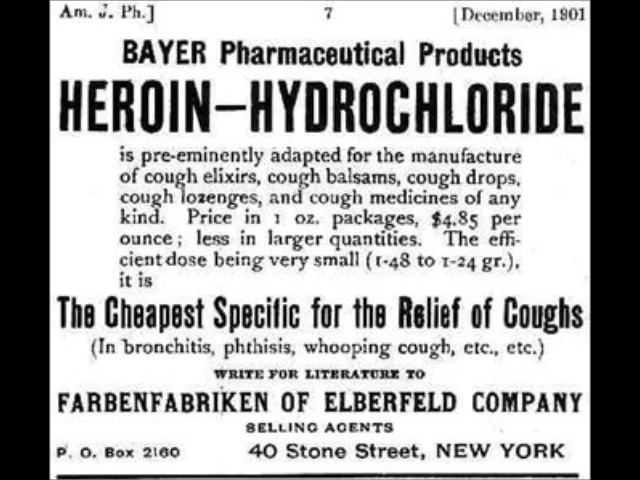 Am. J. Ph.] 7 [December, 1901
BAYER Pharmaceutical Products
HEROIN–HYDROCHLORIDE
is pre-eminently adapted for the manufacture
of cough elixirs, cough balsams, cough drops,
cough lozenges, and cough medicines of any
kind. Price in 1 oz. packages, $4.85 per
ounce; less in larger quantities. The effi-
cient dose being very small (1-48 to 1-24 gr.),
it is
The Cheapest Specific for the Relief of Coughs
(In bronchitis, phthisis, whooping cough, etc., etc.)
WRITE FOR LITERATURE TO
FARBENFABRIKEN OF ELBERFELD COMPANY
SELLING AGENTS
P. O. Box 2160 40 Stone Street, NEW YORK